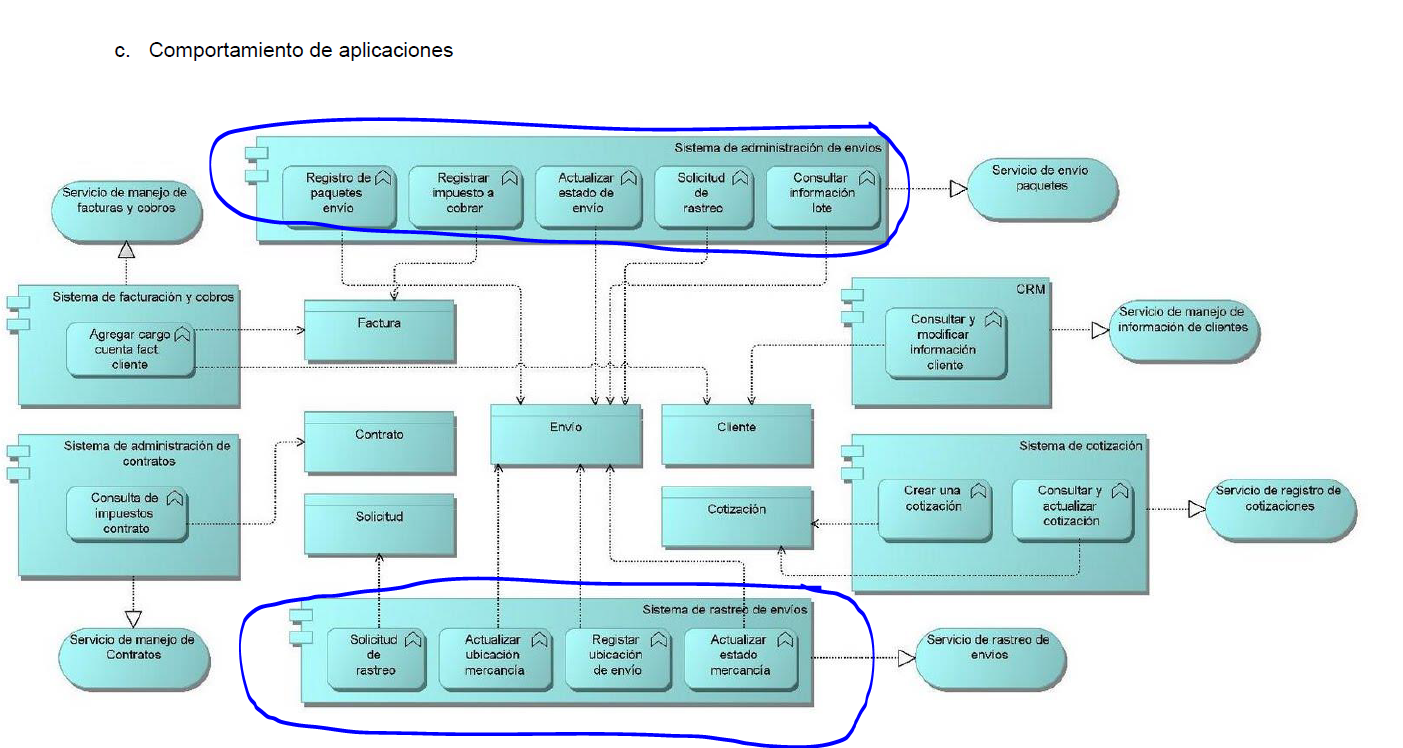 c. Comportamiento de aplicaciones
Sistema de administración de envíos
Registro de
paquetes
envío
Registrar
impuesto a
cobrar
Actualizar
estado de
envío
Solicitud
de
rastreo
Consultar
información
lote
Servicio de envío
paquetes
Servicio de manejo de
facturas y cobros
Sistema de facturación y cobros
Agregar cargo
cuenta fact
cliente
Factura
CRM
Consultar y
modificar
información
cliente
Servicio de manejo de
información de clientes
Sistema de administración de
contratos
Consulta de
impuestos
contrato
Contrato
Envío
Cliente
Solicitud
Cotización
Sistema de cotización
Crear una
cotización
Consultar y
actualizar
cotización
Servicio de registro de
cotizaciones
Servicio de manejo de
Contratos
Sistema de rastreo de envíos
Solicitud
de
rastreo
Actualizar
ubicación
mercancía
Registar
ubicación
de envío
Actualizar
estado
mercancía
Servicio de rastreo de
envíos